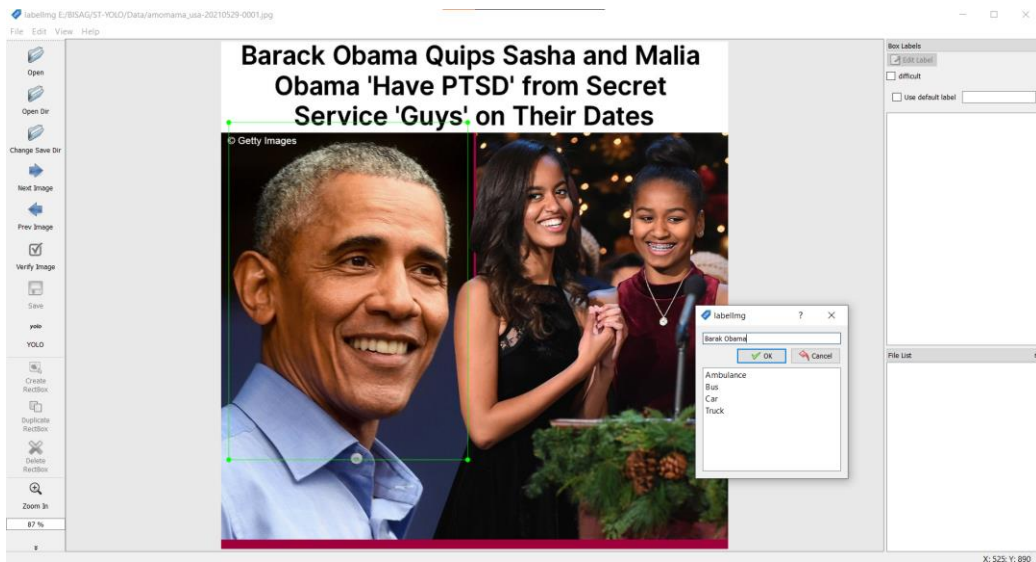 labelImg E:/BISAG/ST-YOLO/Data/amomama_usa-20210529-0001.jpg
File Edit View Help
Open
Open Dir
Change Save Dir
Next Image
Prev Image
Verify Image
Save
yolo
YOLO
Create
RectBox
Duplicate
RectBox
Delete
RectBox
Zoom In
87 %
Barack Obama Quips Sasha and Malia
Obama 'Have PTSD' from Secret
Service 'Guys' on Their Dates
© Getty Images
labelImg
Barak Obama
OK Cancel
Ambulance
Bus
Car
Truck
Box Labels
Edit Label
difficult
Use default label
File List
X: 525; Y: 890